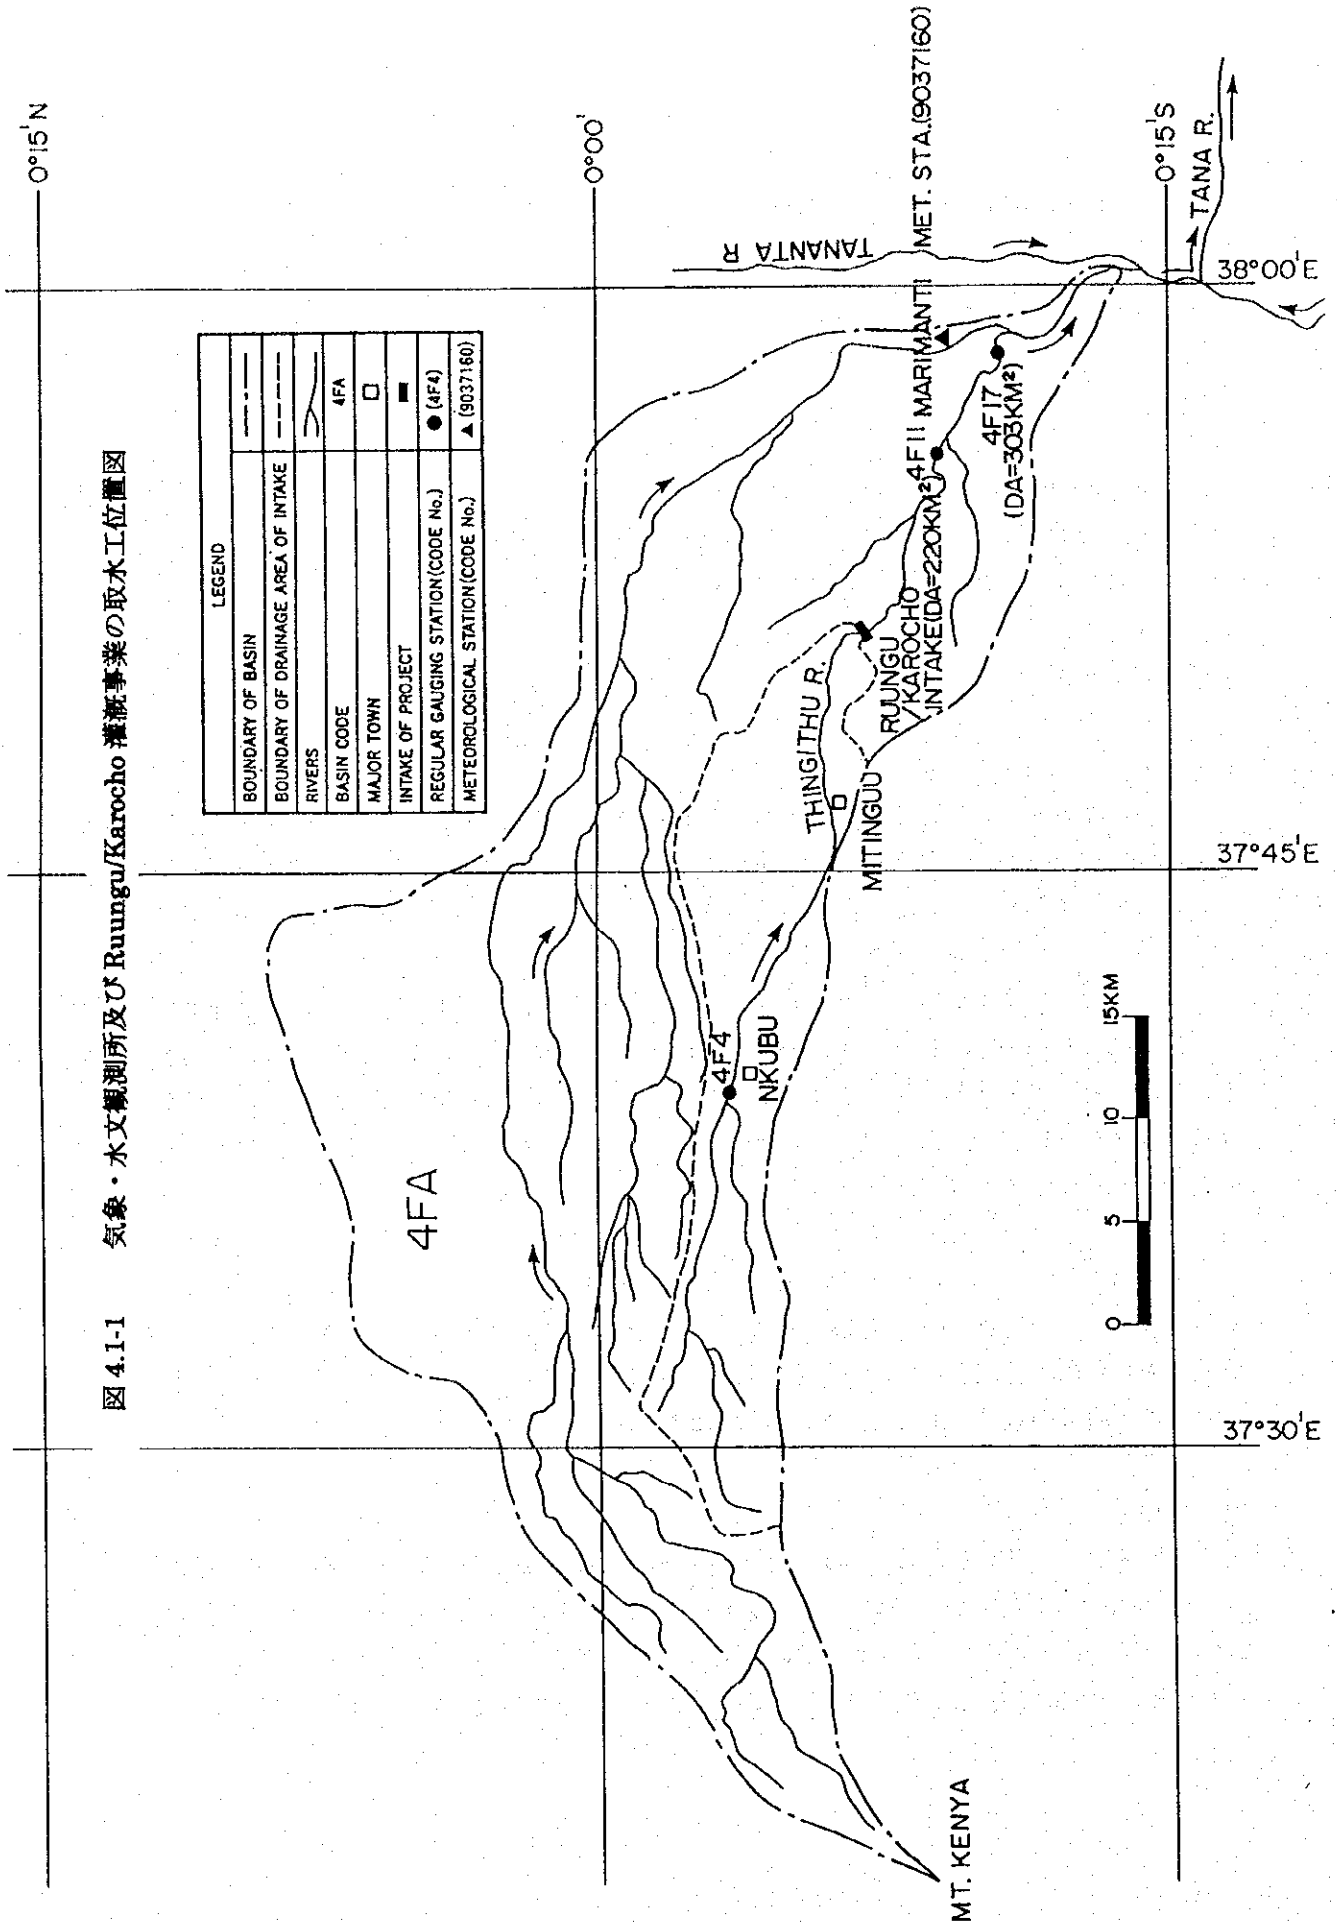 図 4.1-1 気象・水文観測所及び Ruungu/Karocho 灌漑事業の取水工位置図
LEGEND
BOUNDARY OF BASIN
BOUNDARY OF DRAINAGE AREA OF INTAKE
RIVERS
BASIN CODE 4FA
MAJOR TOWN
INTAKE OF PROJECT
REGULAR GAUGING STATION(CODE No.) (4F4)
METEOROLOGICAL STATION(CODE No.) (9037160)
0°15'N
0°00'
0°15'S
37°30'E
37°45'E
38°00'E
4FA
TANANTA R
TANA R.
MARIMANTI MET. STA.(9037160)
4F11
4F17
(DA=303KM²)
RUUNGU
/KAROCHO
INTAKE(DA=220KM²)
THINGITHU R.
MITINGUU
4F4
NKUBU
MT. KENYA
0 5 10 15KM